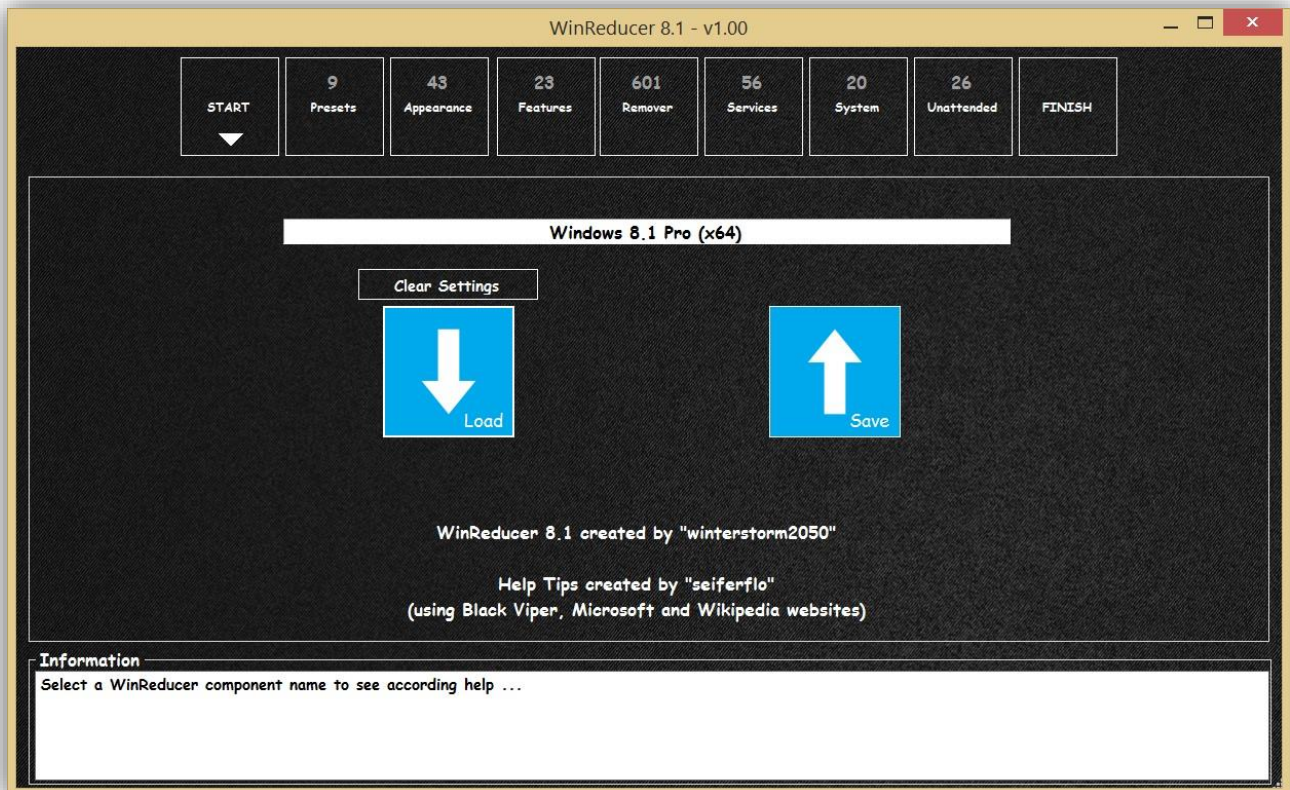 WinReducer 8.1 - v1.00
START
9
Presets
43
Appearance
23
Features
601
Remover
56
Services
20
System
26
Unattended
FINISH
Windows 8.1 Pro (x64)
Clear Settings
Load
Save
WinReducer 8.1 created by "winterstorm2050"
Help Tips created by "seiferflo"
(using Black Viper, Microsoft and Wikipedia websites)
Information
Select a WinReducer component name to see according help ...